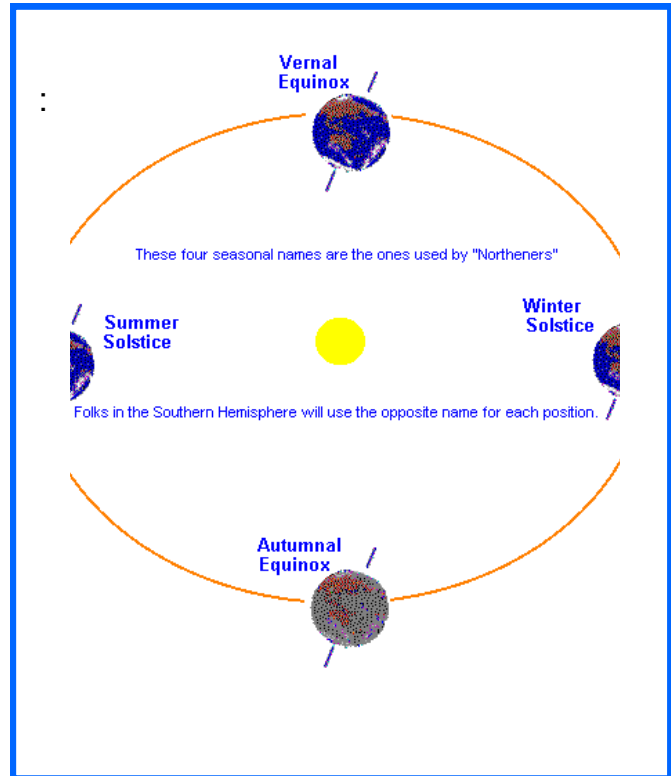 Vernal
Equinox
:
These four seasonal names are the ones used by "Northeners"
Summer
Solstice
Winter
Solstice
Folks in the Southern Hemisphere will use the opposite name for each position.
Autumnal
Equinox